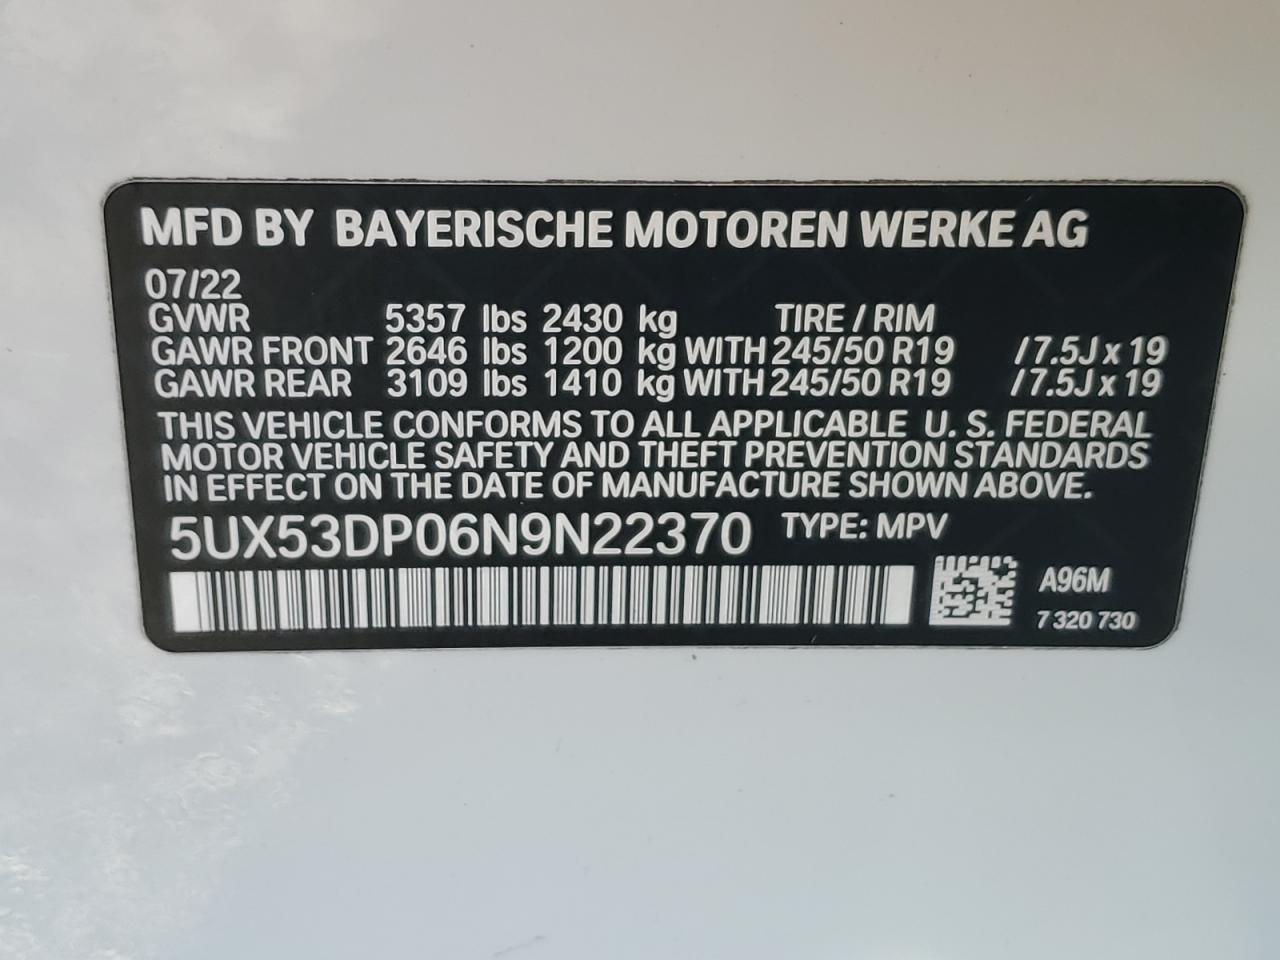 MFD BY BAYERISCHE MOTOREN WERKE AG
07/22
GVWR 5357 lbs 2430 kg TIRE / RIM
GAWR FRONT 2646 lbs 1200 kg WITH 245/50 R19 / 7.5J x 19
GAWR REAR 3109 lbs 1410 kg WITH 245/50 R19 / 7.5J x 19
THIS VEHICLE CONFORMS TO ALL APPLICABLE U. S. FEDERAL
MOTOR VEHICLE SAFETY AND THEFT PREVENTION STANDARDS
IN EFFECT ON THE DATE OF MANUFACTURE SHOWN ABOVE.
5UX53DP06N9N22370 TYPE: MPV
A96M
7 320 730